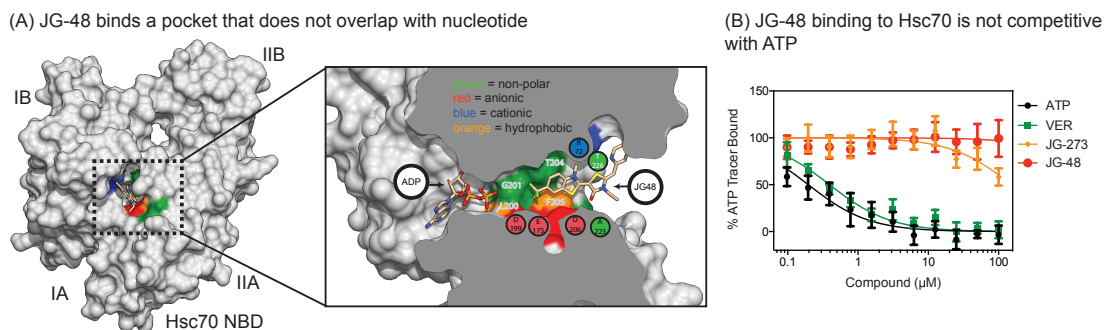 (A) JG-48 binds a pocket that does not overlap with nucleotide
IIB
IB
IA
IIA
Hsc70 NBD
green = non-polar
red = anionic
blue = cationic
orange = hydrophobic
ADP
R
72
T
226
T204
G201
L200
F205
JG48
D
199
E
175
D
206
A
223
(B) JG-48 binding to Hsc70 is not competitive
with ATP
% ATP Tracer Bound
100
50
0
0.1
1
10
100
Compound (µM)
ATP
VER
JG-273
JG-48